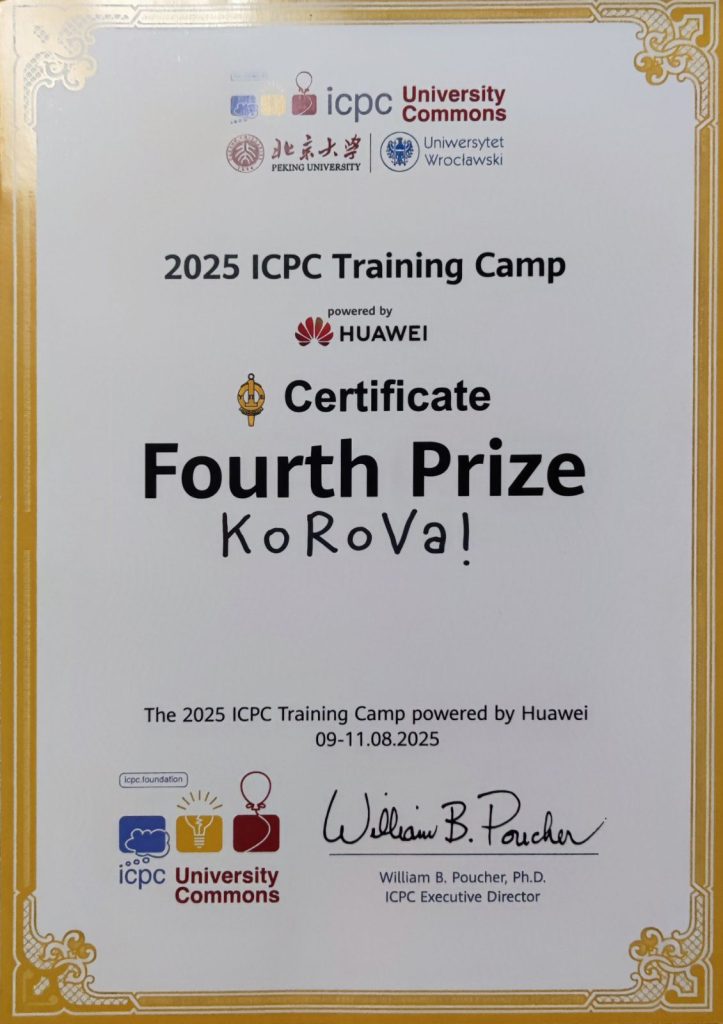 icpc University
Commons
北京大学
PEKING UNIVERSITY
Uniwersytet
Wrocławski
2025 ICPC Training Camp
powered by
HUAWEI
Certificate
Fourth Prize
KoRoVa!
The 2025 ICPC Training Camp powered by Huawei
09-11.08.2025
icpc.foundation
icpc University
Commons
William B. Poucher
William B. Poucher, Ph.D.
ICPC Executive Director